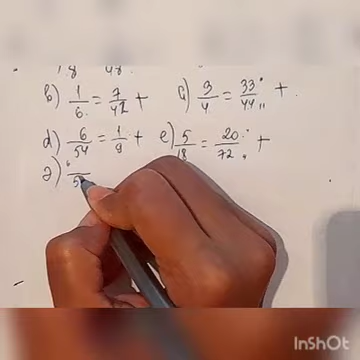 b) 1/6 = 7/42 + c) 3/4 = 33/44 +
d) 6/54 = 1/9 + e) 5/18 = 20/72 +
a)
InShOt